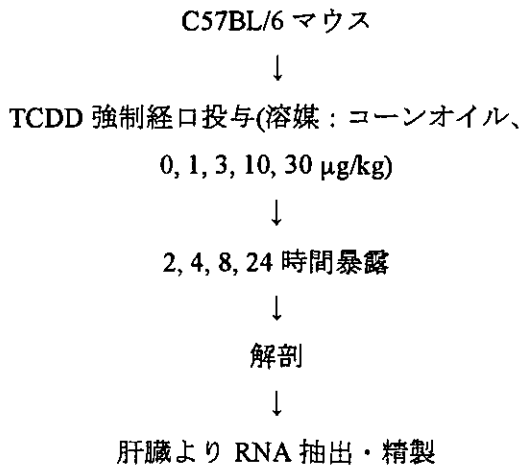 C57BL/6 マウス
↓
TCDD 強制経口投与(溶媒：コーンオイル、
0, 1, 3, 10, 30 μg/kg)
↓
2, 4, 8, 24 時間暴露
↓
解剖
↓
肝臓より RNA 抽出・精製